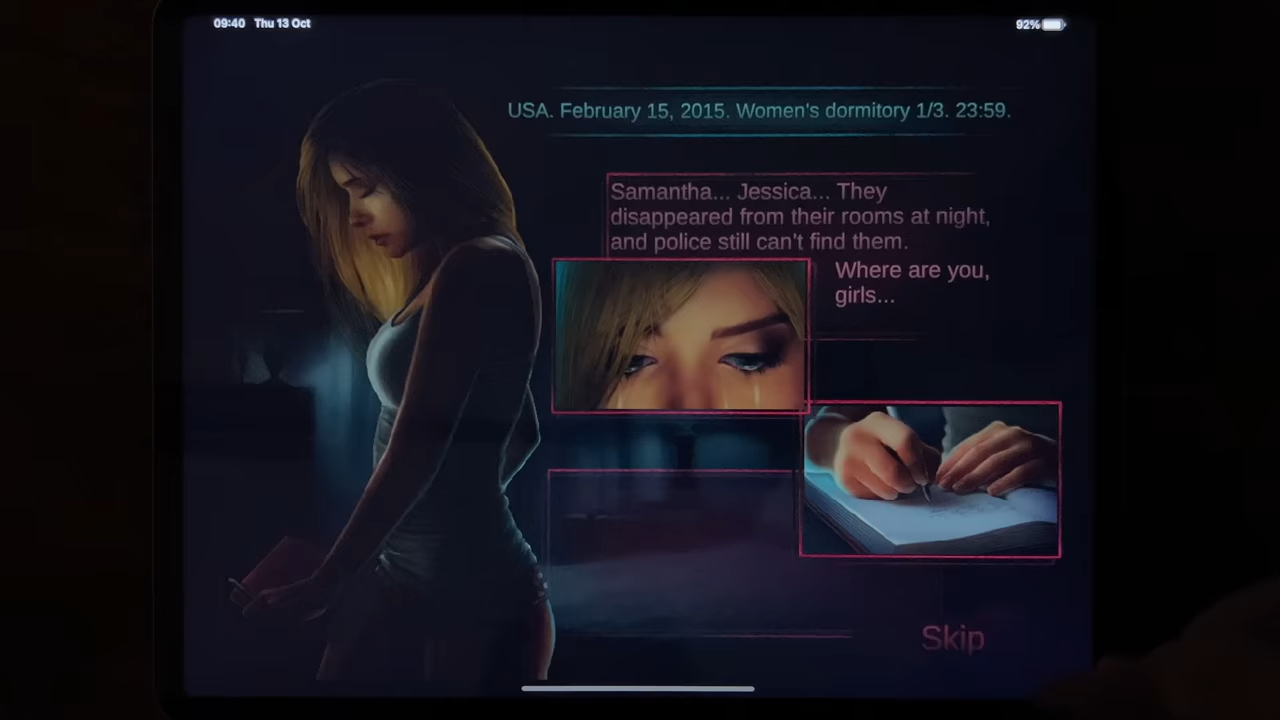 09:40 Thu 13 Oct
92%
USA. February 15, 2015. Women's dormitory 1/3. 23:59.
Samantha... Jessica... They
disappeared from their rooms at night,
and police still can't find them.
Where are you,
girls...
Skip